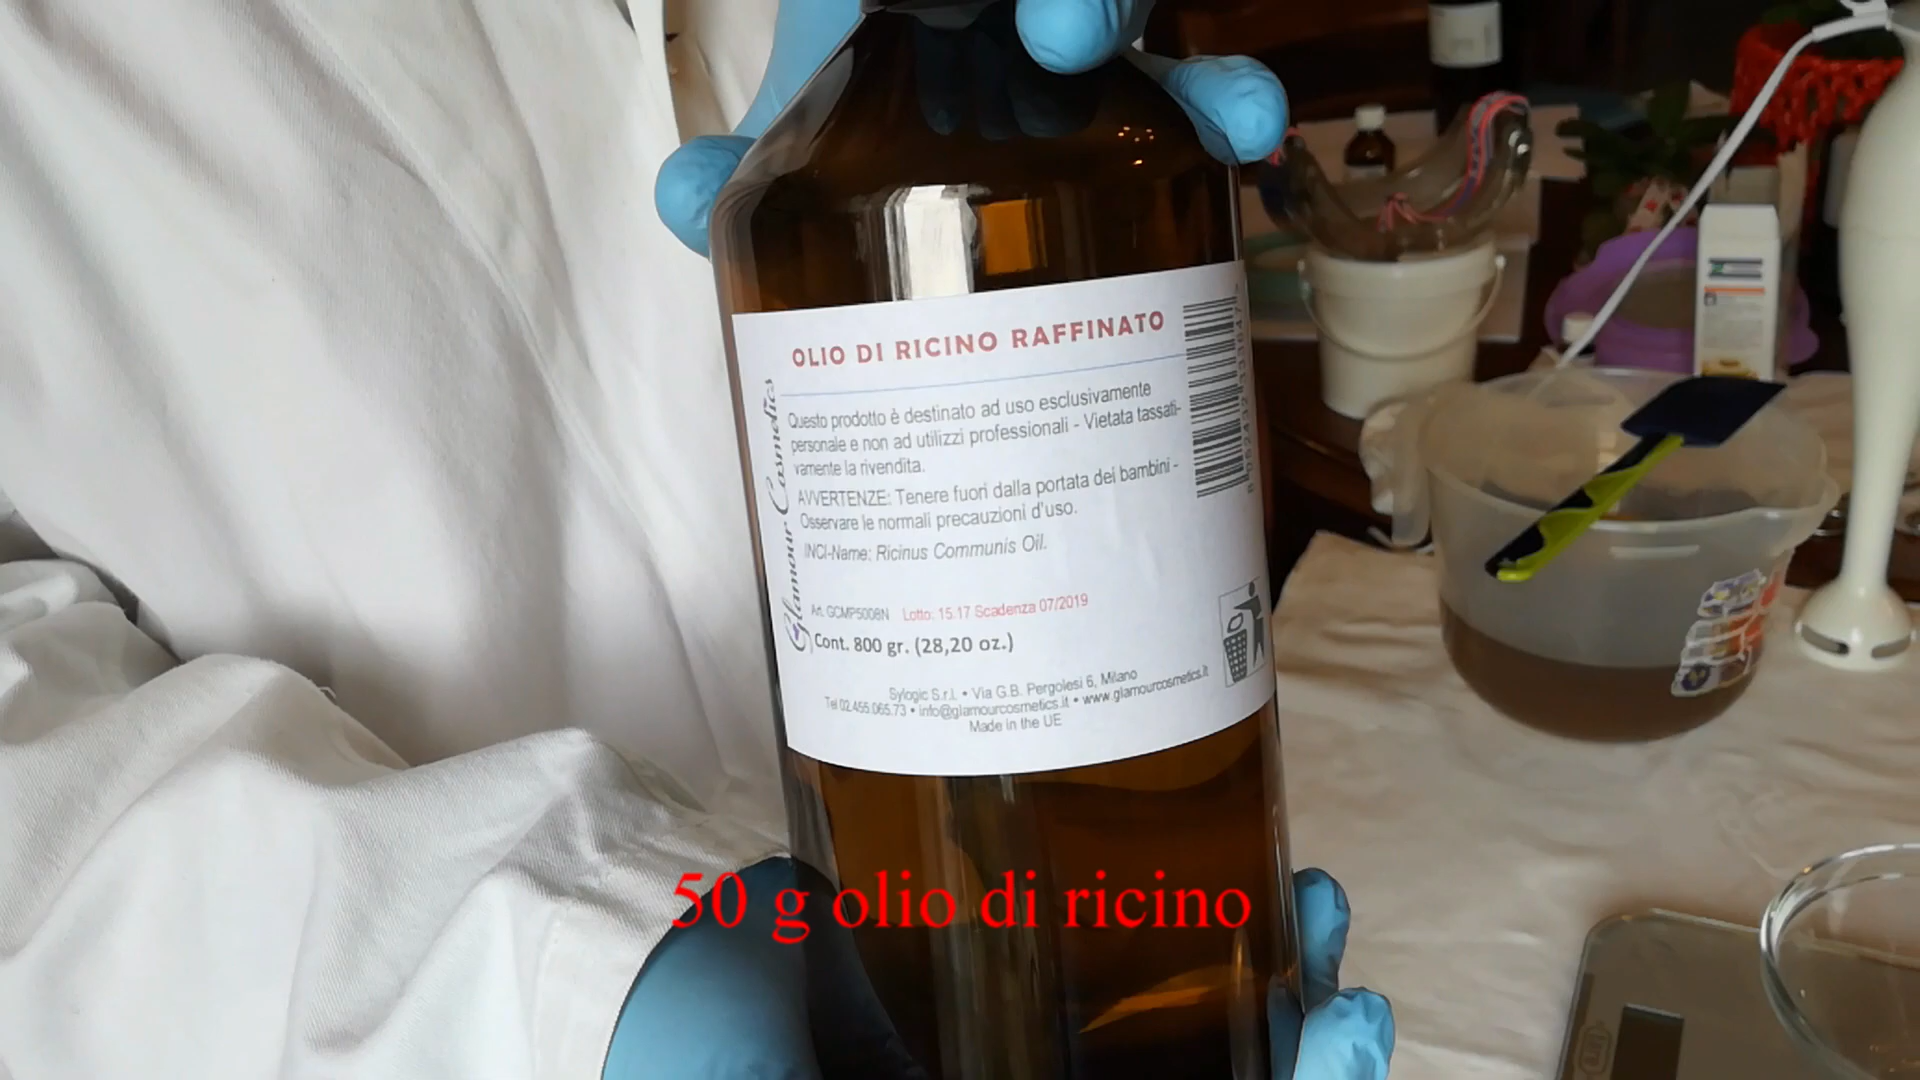 OLIO DI RICINO RAFFINATO
Glamour Cosmetics
Questo prodotto è destinato ad uso esclusivamente
personale e non ad utilizzi professionali - Vietata tassati-
vamente la rivendita.
AVVERTENZE: Tenere fuori dalla portata dei bambini -
Osservare le normali precauzioni d'uso.
INCI-Name: Ricinus Communis Oil.
Art. GCMP5008N Lotto: 15.17 Scadenza 07/2019
Cont. 800 gr. (28,20 oz.)
Sylogic S.r.l. • Via G.B. Pergolesi 6, Milano
Tel 02.455.065.73 • info@glamourcosmetics.it • www.glamourcosmetics.it
Made in the UE
50 g olio di ricino